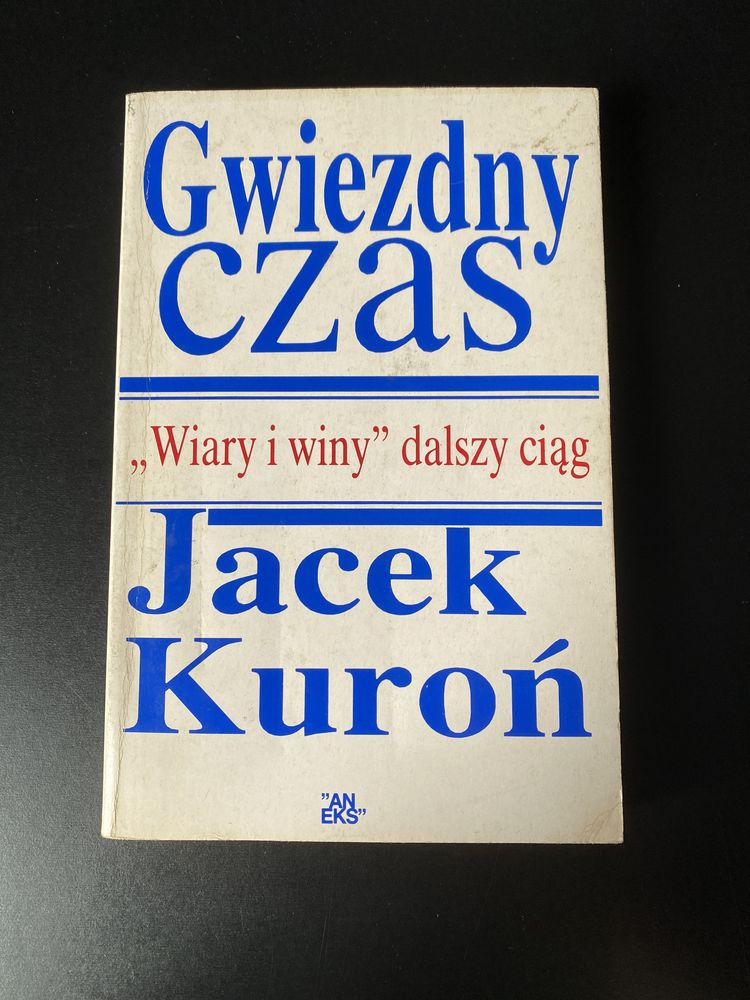 Gwiezdny
czas
„Wiary i winy” dalszy ciąg
Jacek
Kuroń
”AN
EKS”